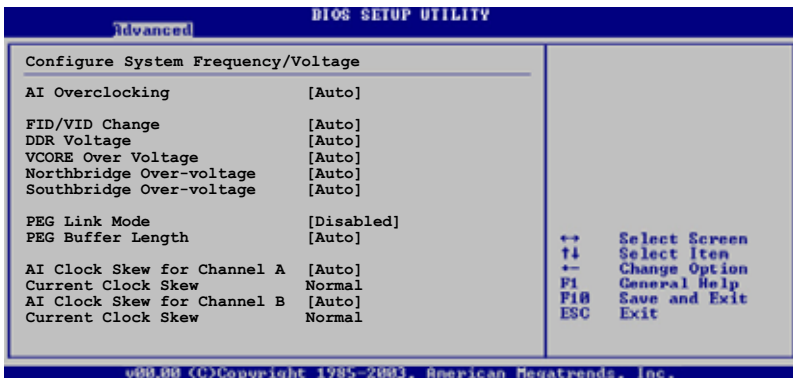 BIOS SETUP UTILITY
Advanced
Configure System Frequency/Voltage
AI Overclocking [Auto]
FID/VID Change [Auto]
DDR Voltage [Auto]
VCORE Over Voltage [Auto]
Northbridge Over-voltage [Auto]
Southbridge Over-voltage [Auto]
PEG Link Mode [Disabled]
PEG Buffer Length [Auto]
AI Clock Skew for Channel A [Auto]
Current Clock Skew Normal
AI Clock Skew for Channel B [Auto]
Current Clock Skew Normal
↔ Select Screen
↑↓ Select Item
+- Change Option
F1 General Help
F10 Save and Exit
ESC Exit
v00.00 (C)Copyright 1985-2003, American Megatrends, Inc.